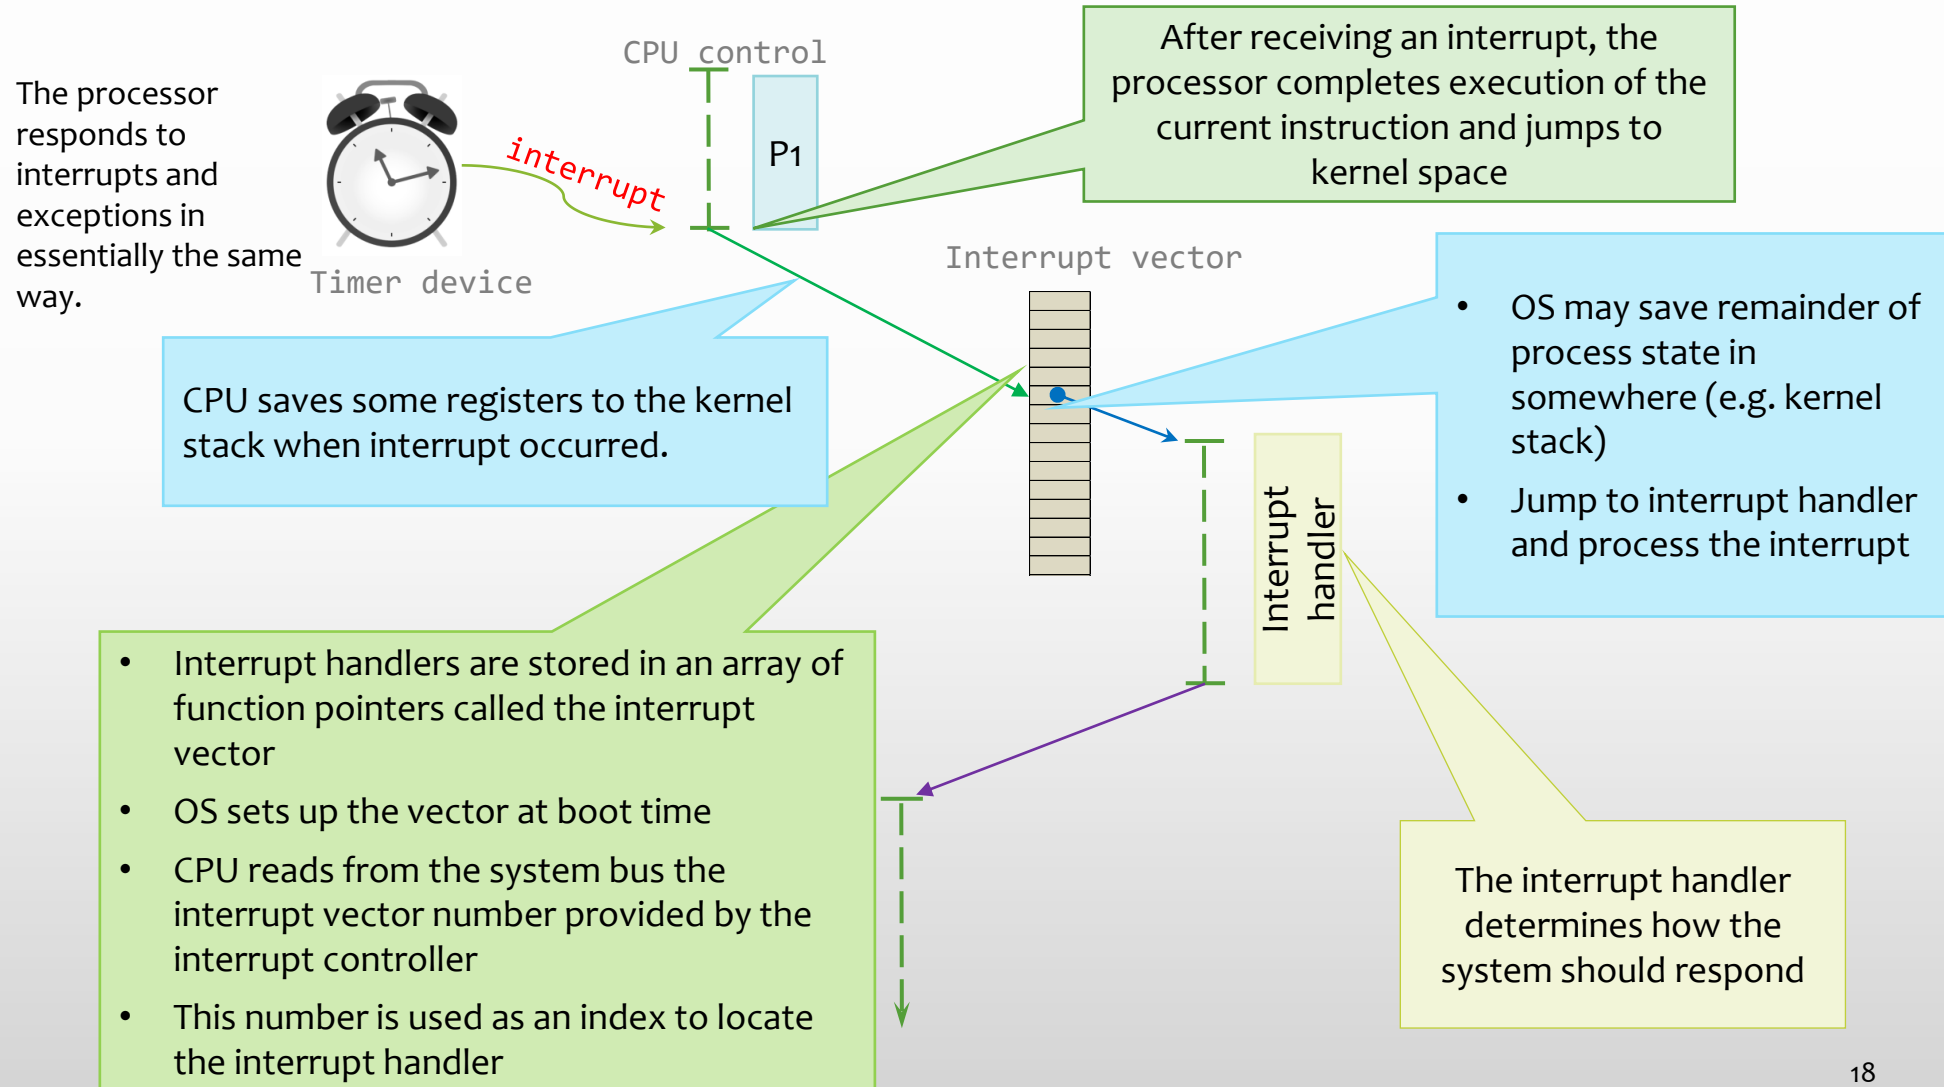 The processor
responds to
interrupts and
exceptions in
essentially the same
way.
Timer device
interrupt
CPU control
P1
After receiving an interrupt, the
processor completes execution of the
current instruction and jumps to
kernel space
Interrupt vector
CPU saves some registers to the kernel
stack when interrupt occurred.
• OS may save remainder of
process state in
somewhere (e.g. kernel
stack)
• Jump to interrupt handler
and process the interrupt
Interrupt
handler
• Interrupt handlers are stored in an array of
function pointers called the interrupt
vector
• OS sets up the vector at boot time
• CPU reads from the system bus the
interrupt vector number provided by the
interrupt controller
• This number is used as an index to locate
the interrupt handler
The interrupt handler
determines how the
system should respond
18